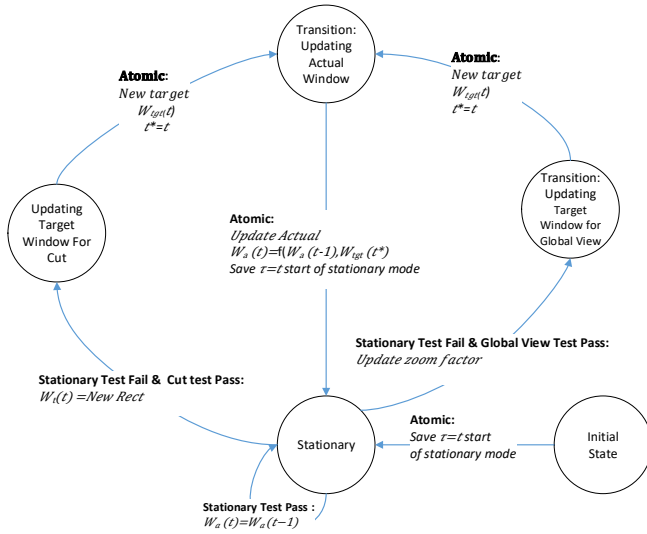 Transition:
Updating
Actual
Window
Atomic:
New target
W_tgt(t)
t*=t
Atomic:
New target
W_tgt(t)
t*=t
Updating
Target
Window For
Cut
Transition:
Updating
Target
Window for
Global View
Atomic:
Update Actual
W_a (t)=f(W_a (t-1),W_tgt (t*)
Save τ=t start of stationary mode
Stationary Test Fail & Global View Test Pass:
Update zoom factor
Stationary Test Fail & Cut test Pass:
W_t(t) =New Rect
Stationary
Atomic:
Save τ=t start
of stationary mode
Initial
State
Stationary Test Pass :
W_a (t)=W_a (t-1)